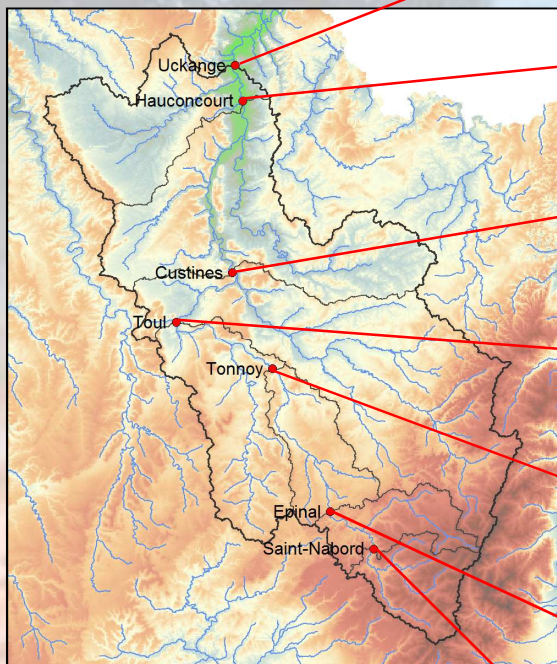 Uckange
Hauconcourt
Custines
Toul
Tonnoy
Epinal
Saint-Nabord